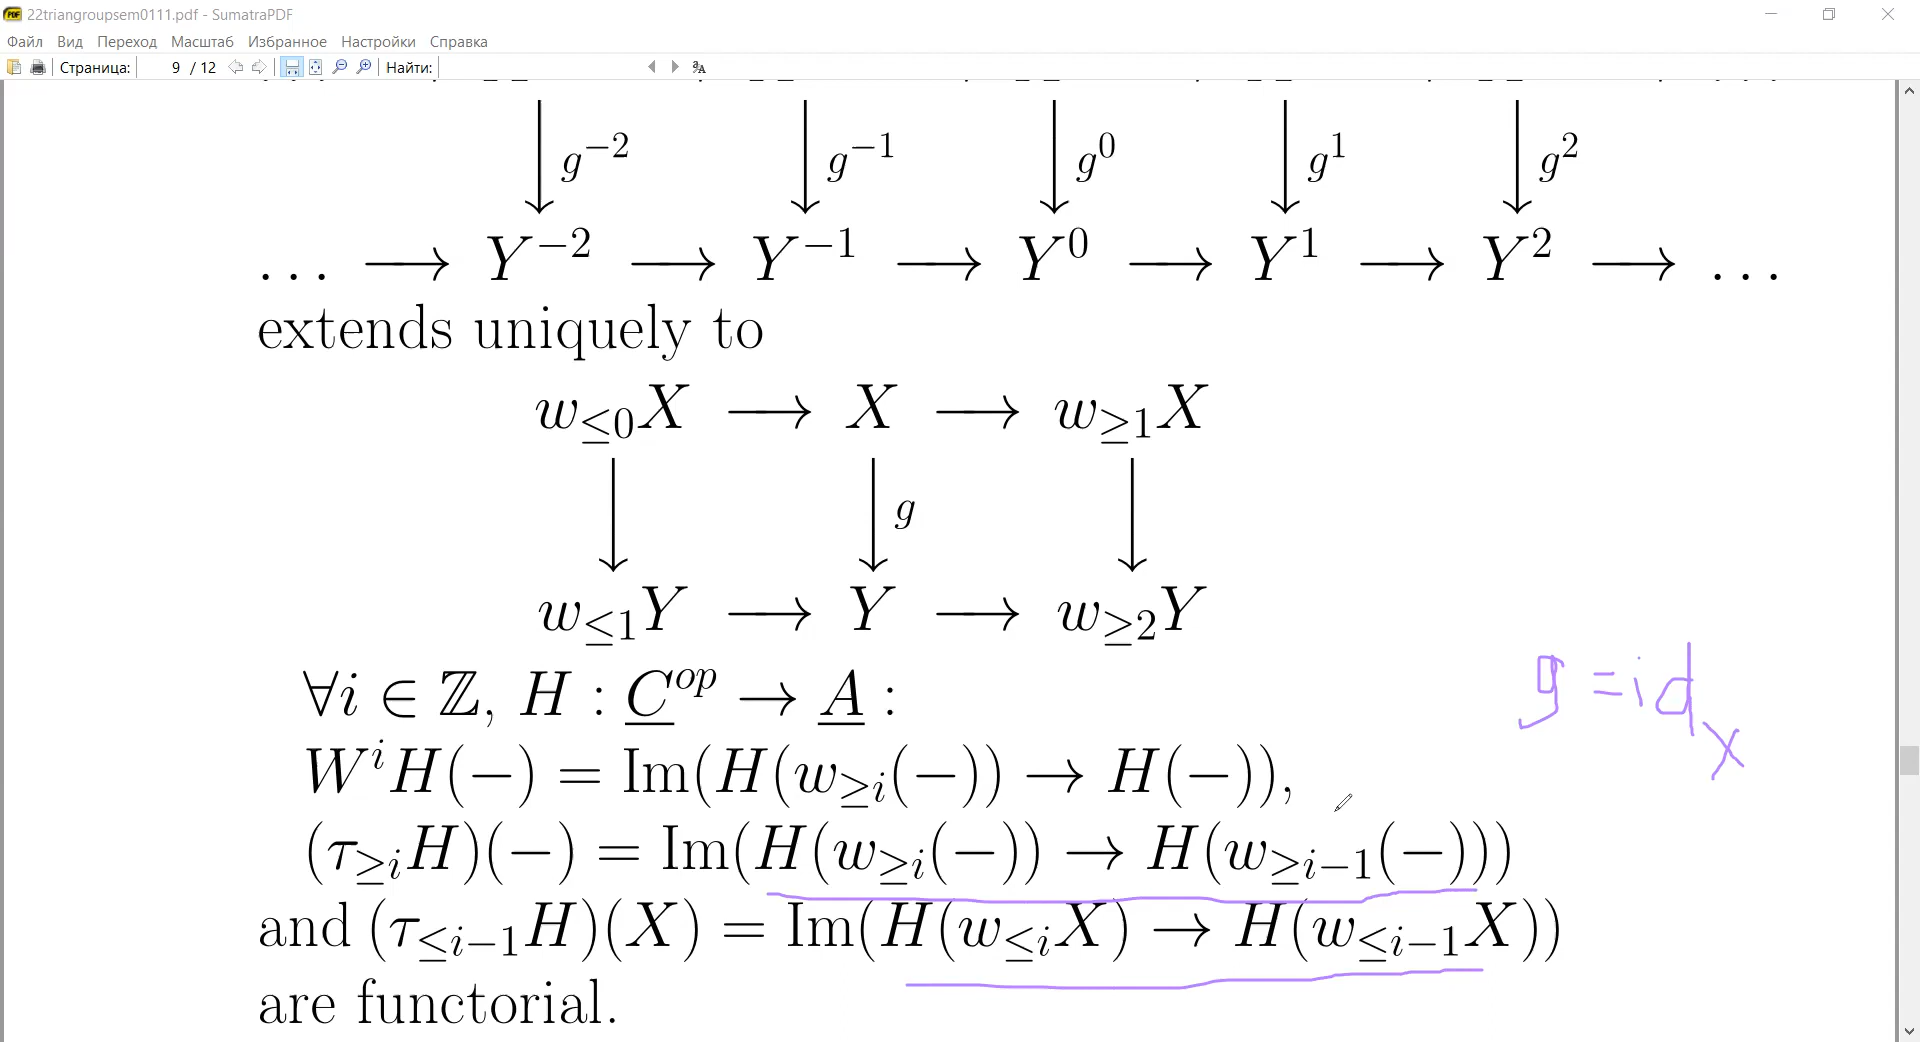 22triangroupsem0111.pdf - SumatraPDF
Файл Вид Переход Масштаб Избранное Настройки Справка
Страница: 9 / 12 Найти:
g^{-2} g^{-1} g^0 g^1 g^2
… ⟶ Y^{-2} ⟶ Y^{-1} ⟶ Y^0 ⟶ Y^1 ⟶ Y^2 ⟶ …
extends uniquely to
w_{≤0}X ⟶ X ⟶ w_{≥1}X
g
w_{≤1}Y ⟶ Y ⟶ w_{≥2}Y
∀i ∈ ℤ, H : C^{op} → A :
g = id_X
W^i H(−) = Im(H(w_{≥i}(−)) → H(−)),
(τ_{≥i}H)(−) = Im(H(w_{≥i}(−)) → H(w_{≥i−1}(−)))
and (τ_{≤i−1}H)(X) = Im(H(w_{≤i}X) → H(w_{≤i−1}X))
are functorial.